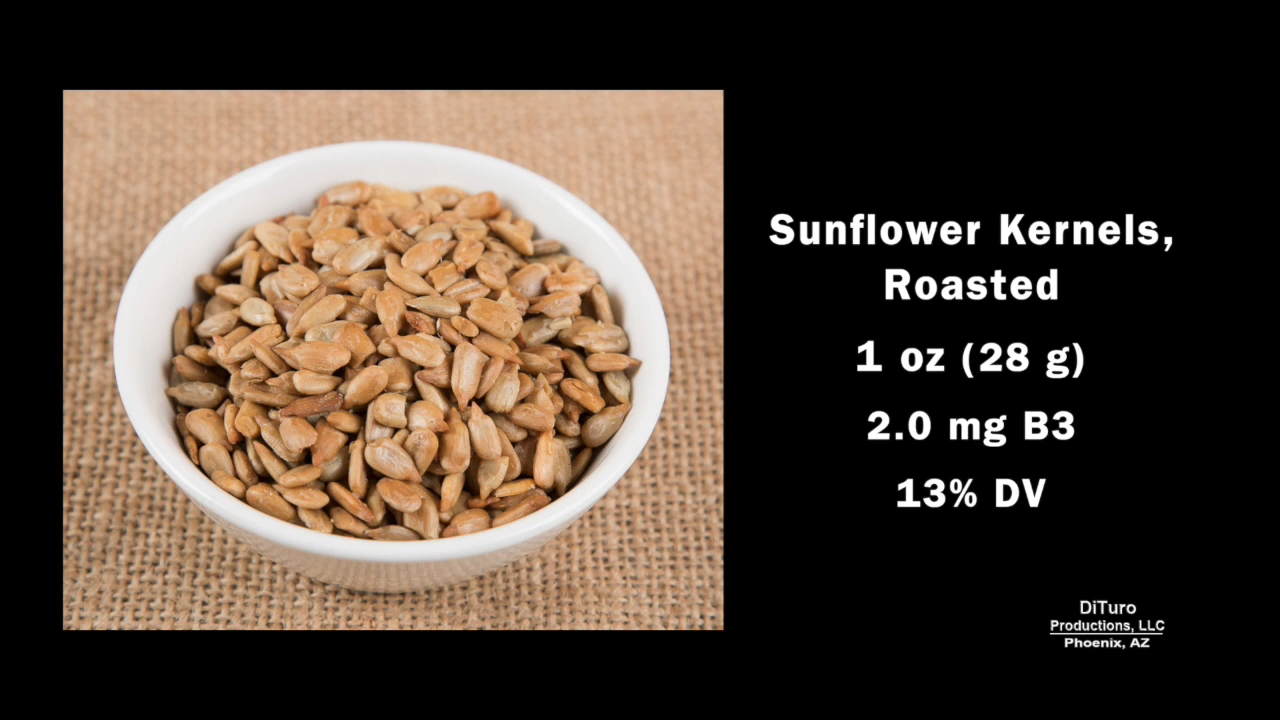 Sunflower Kernels,
Roasted
1 oz (28 g)
2.0 mg B3
13% DV
DiTuro
Productions, LLC
Phoenix, AZ